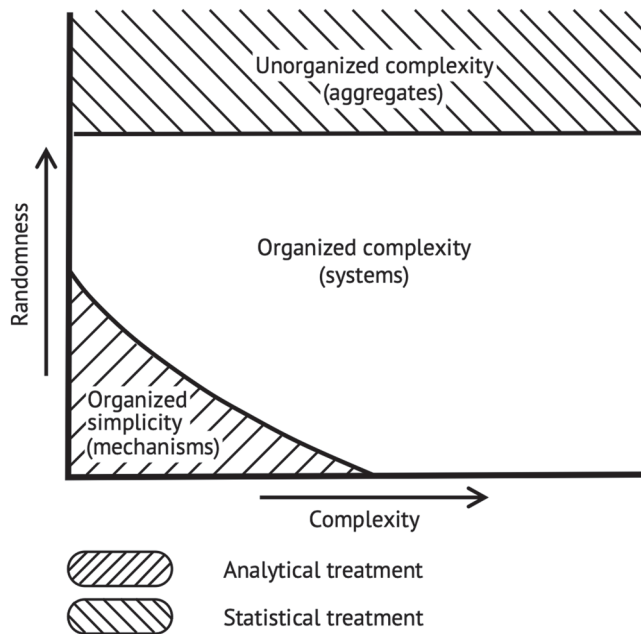 Unorganized complexity
(aggregates)
Randomness
Organized complexity
(systems)
Organized
simplicity
(mechanisms)
Complexity
Analytical treatment
Statistical treatment